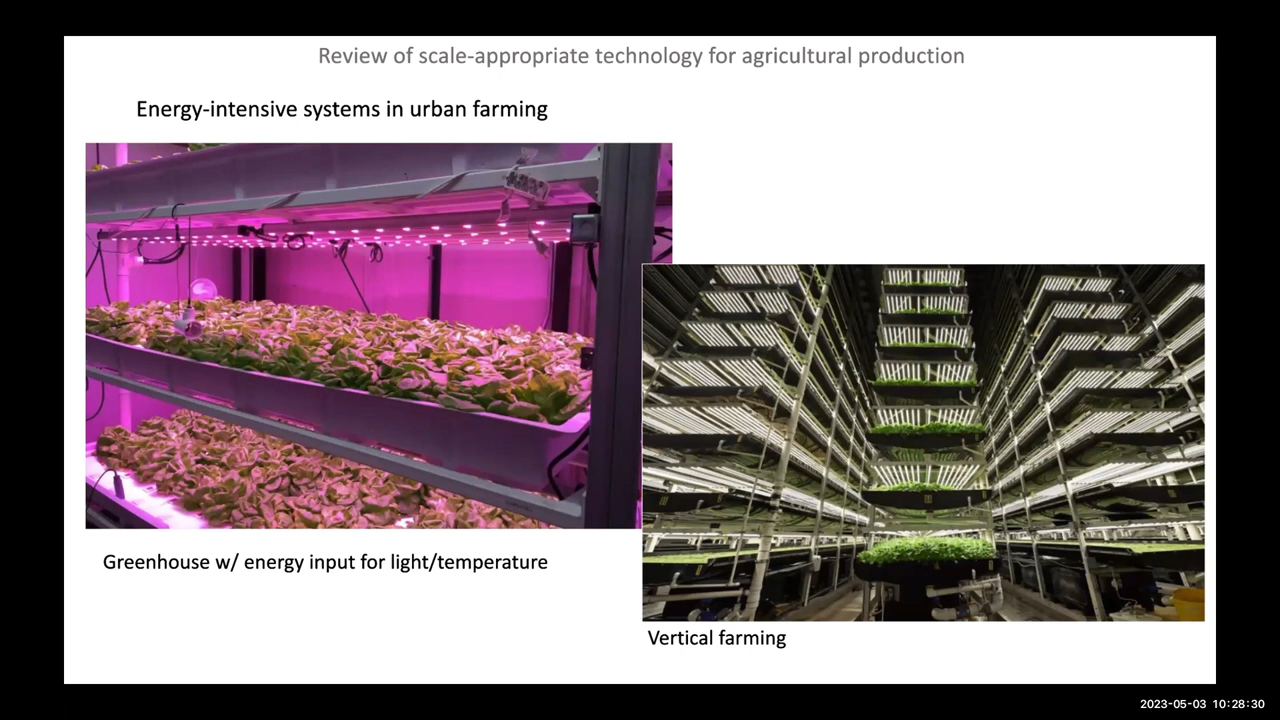 Review of scale-appropriate technology for agricultural production
Energy-intensive systems in urban farming
Greenhouse w/ energy input for light/temperature
Vertical farming
2023-05-03 10:28:30